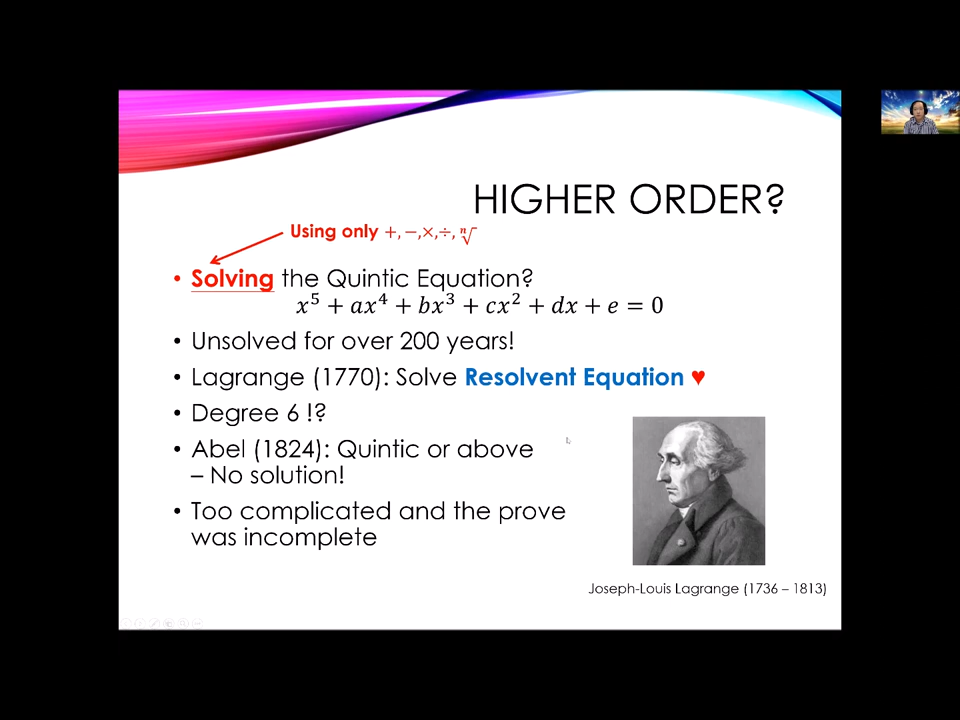 HIGHER ORDER?
Using only +, −,×,÷, ⁿ√
• Solving the Quintic Equation?
x⁵ + ax⁴ + bx³ + cx² + dx + e = 0
• Unsolved for over 200 years!
• Lagrange (1770): Solve Resolvent Equation ♥
• Degree 6 !?
• Abel (1824): Quintic or above
– No solution!
• Too complicated and the prove
was incomplete
Joseph-Louis Lagrange (1736 – 1813)